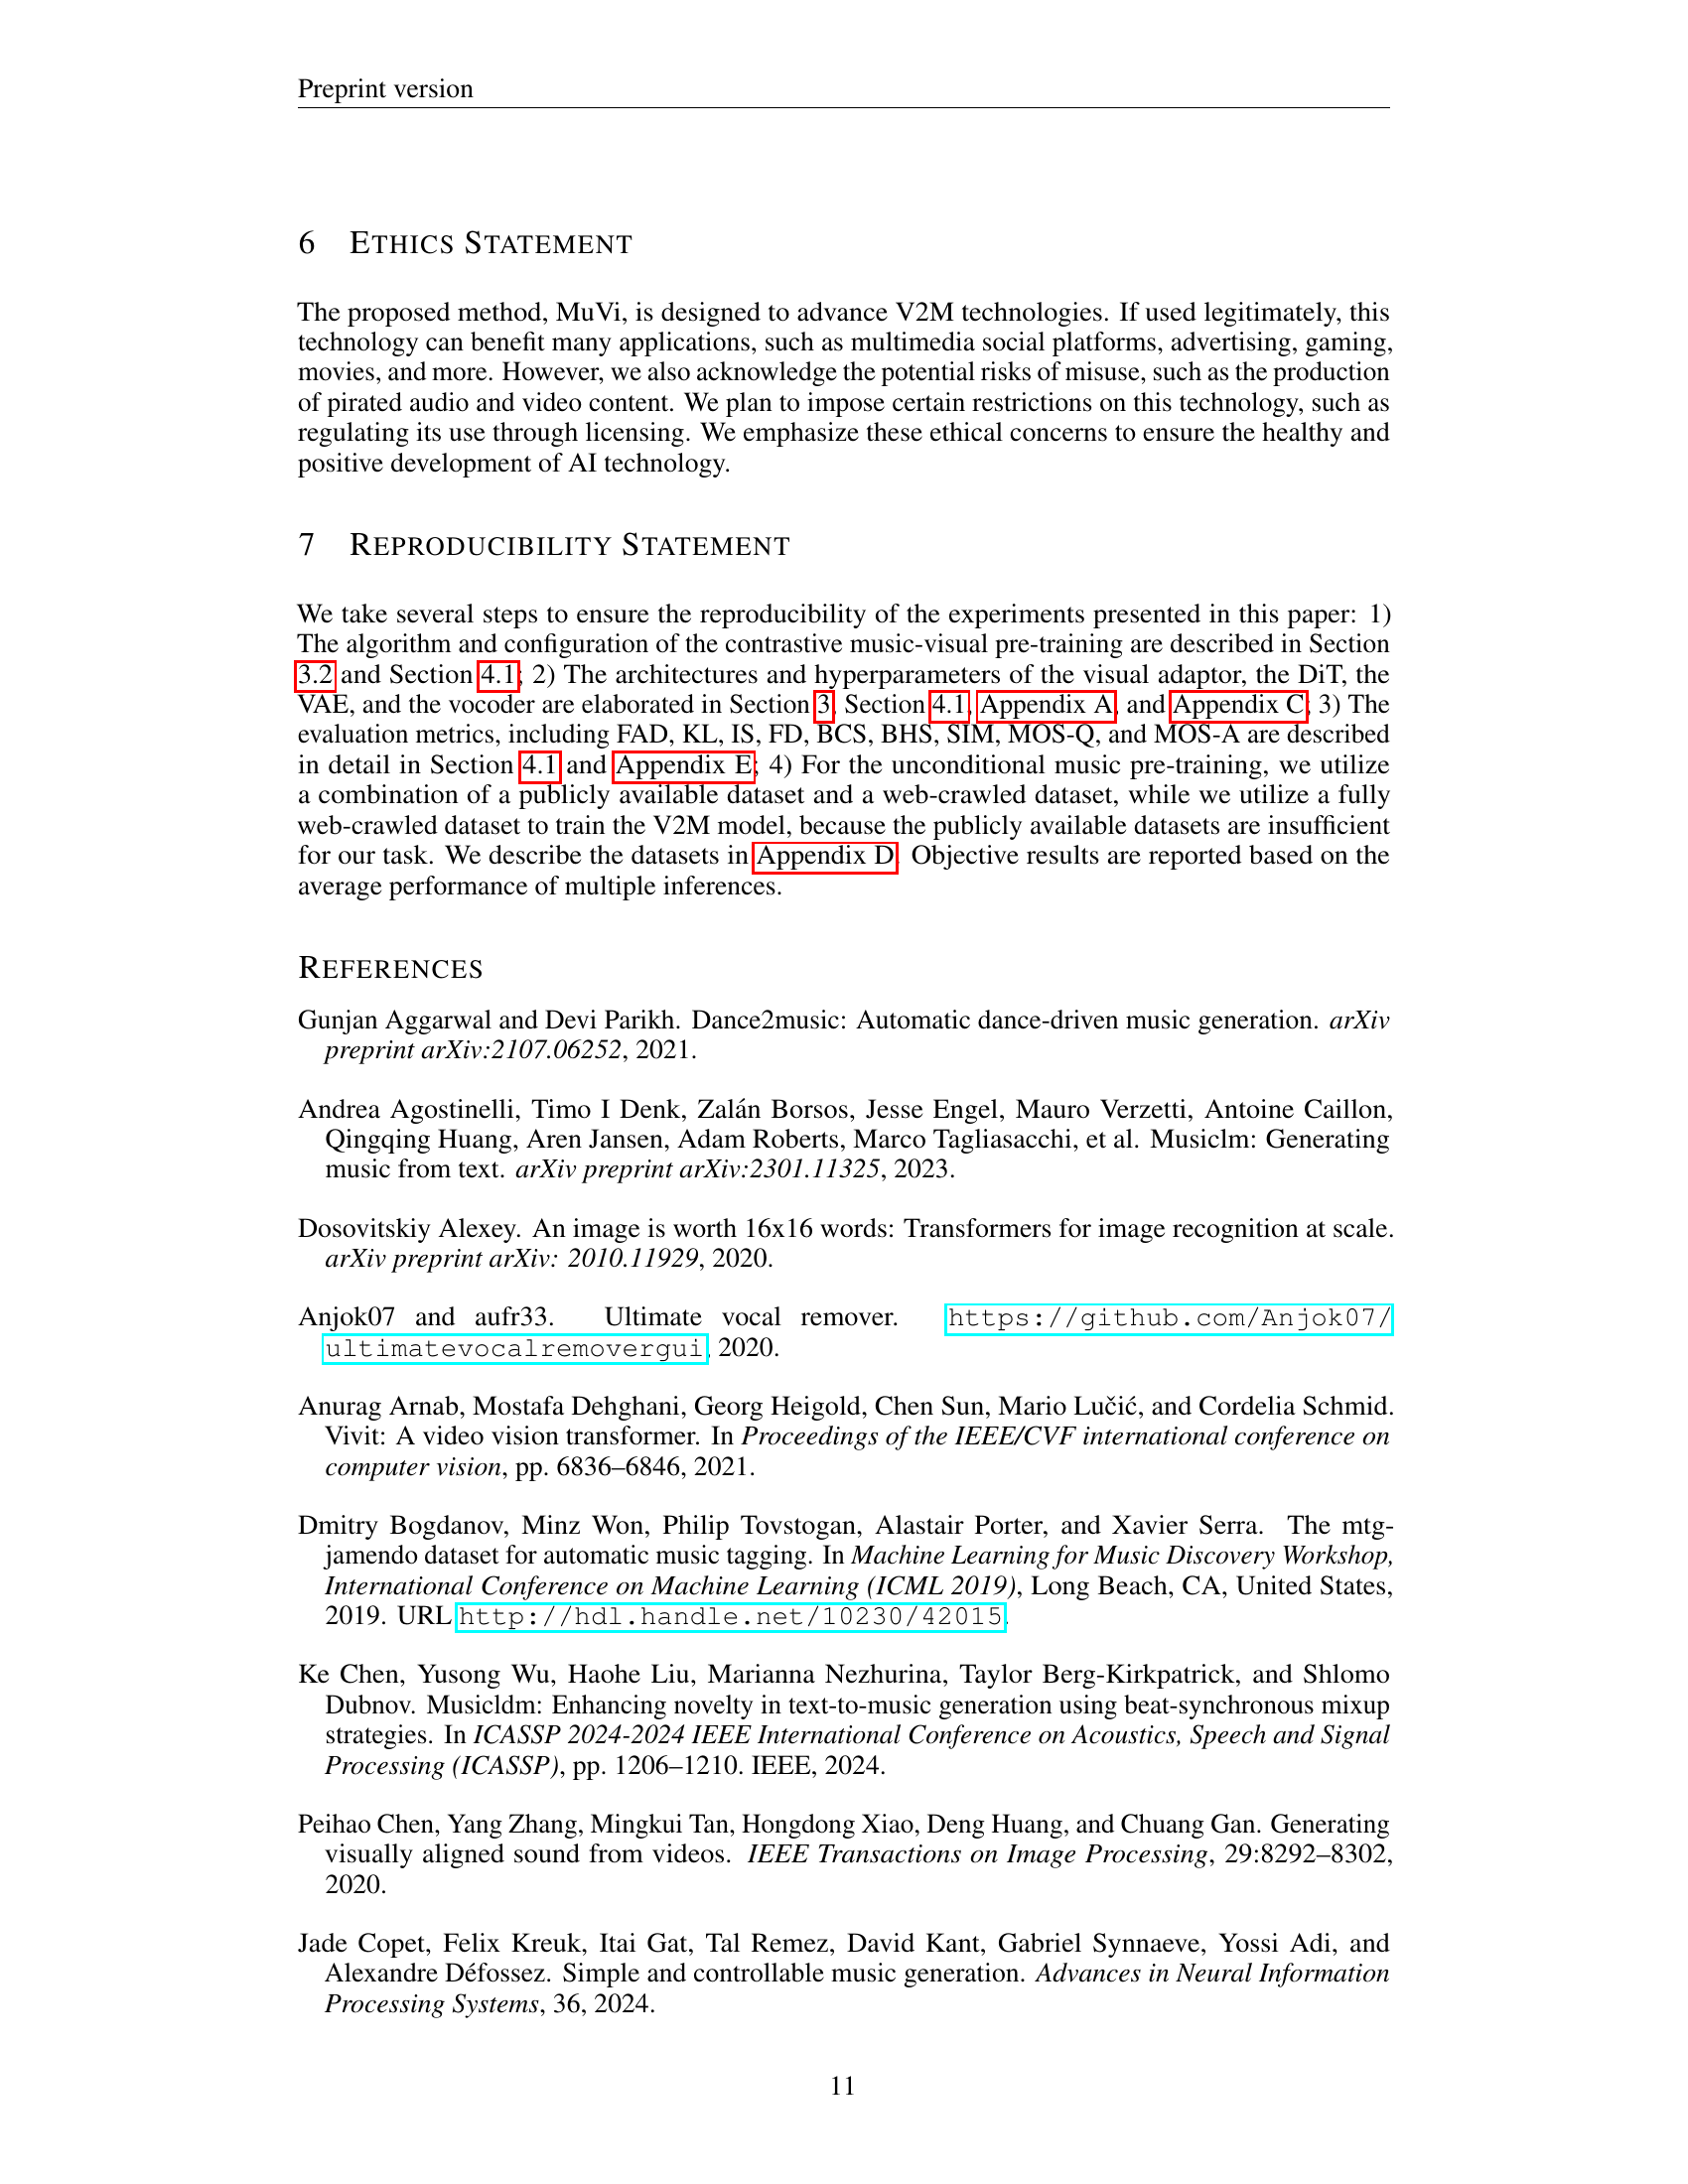 Preprint version
6 ETHICS STATEMENT
The proposed method, MuVi, is designed to advance V2M technologies. If used legitimately, this
technology can benefit many applications, such as multimedia social platforms, advertising, gaming,
movies, and more. However, we also acknowledge the potential risks of misuse, such as the production
of pirated audio and video content. We plan to impose certain restrictions on this technology, such as
regulating its use through licensing. We emphasize these ethical concerns to ensure the healthy and
positive development of AI technology.
7 REPRODUCIBILITY STATEMENT
We take several steps to ensure the reproducibility of the experiments presented in this paper: 1)
The algorithm and configuration of the contrastive music-visual pre-training are described in Section
3.2 and Section 4.1; 2) The architectures and hyperparameters of the visual adaptor, the DiT, the
VAE, and the vocoder are elaborated in Section 3, Section 4.1, Appendix A, and Appendix C; 3) The
evaluation metrics, including FAD, KL, IS, FD, BCS, BHS, SIM, MOS-Q, and MOS-A are described
in detail in Section 4.1 and Appendix E; 4) For the unconditional music pre-training, we utilize
a combination of a publicly available dataset and a web-crawled dataset, while we utilize a fully
web-crawled dataset to train the V2M model, because the publicly available datasets are insufficient
for our task. We describe the datasets in Appendix D. Objective results are reported based on the
average performance of multiple inferences.
REFERENCES
Gunjan Aggarwal and Devi Parikh. Dance2music: Automatic dance-driven music generation. arXiv
preprint arXiv:2107.06252, 2021.
Andrea Agostinelli, Timo I Denk, Zalán Borsos, Jesse Engel, Mauro Verzetti, Antoine Caillon,
Qingqing Huang, Aren Jansen, Adam Roberts, Marco Tagliasacchi, et al. Musiclm: Generating
music from text. arXiv preprint arXiv:2301.11325, 2023.
Dosovitskiy Alexey. An image is worth 16x16 words: Transformers for image recognition at scale.
arXiv preprint arXiv: 2010.11929, 2020.
Anjok07 and aufr33. Ultimate vocal remover. https://github.com/Anjok07/
ultimatevocalremovergui, 2020.
Anurag Arnab, Mostafa Dehghani, Georg Heigold, Chen Sun, Mario Lučić, and Cordelia Schmid.
Vivit: A video vision transformer. In Proceedings of the IEEE/CVF international conference on
computer vision, pp. 6836–6846, 2021.
Dmitry Bogdanov, Minz Won, Philip Tovstogan, Alastair Porter, and Xavier Serra. The mtg-
jamendo dataset for automatic music tagging. In Machine Learning for Music Discovery Workshop,
International Conference on Machine Learning (ICML 2019), Long Beach, CA, United States,
2019. URL http://hdl.handle.net/10230/42015.
Ke Chen, Yusong Wu, Haohe Liu, Marianna Nezhurina, Taylor Berg-Kirkpatrick, and Shlomo
Dubnov. Musicldm: Enhancing novelty in text-to-music generation using beat-synchronous mixup
strategies. In ICASSP 2024-2024 IEEE International Conference on Acoustics, Speech and Signal
Processing (ICASSP), pp. 1206–1210. IEEE, 2024.
Peihao Chen, Yang Zhang, Mingkui Tan, Hongdong Xiao, Deng Huang, and Chuang Gan. Generating
visually aligned sound from videos. IEEE Transactions on Image Processing, 29:8292–8302,
2020.
Jade Copet, Felix Kreuk, Itai Gat, Tal Remez, David Kant, Gabriel Synnaeve, Yossi Adi, and
Alexandre Défossez. Simple and controllable music generation. Advances in Neural Information
Processing Systems, 36, 2024.
11